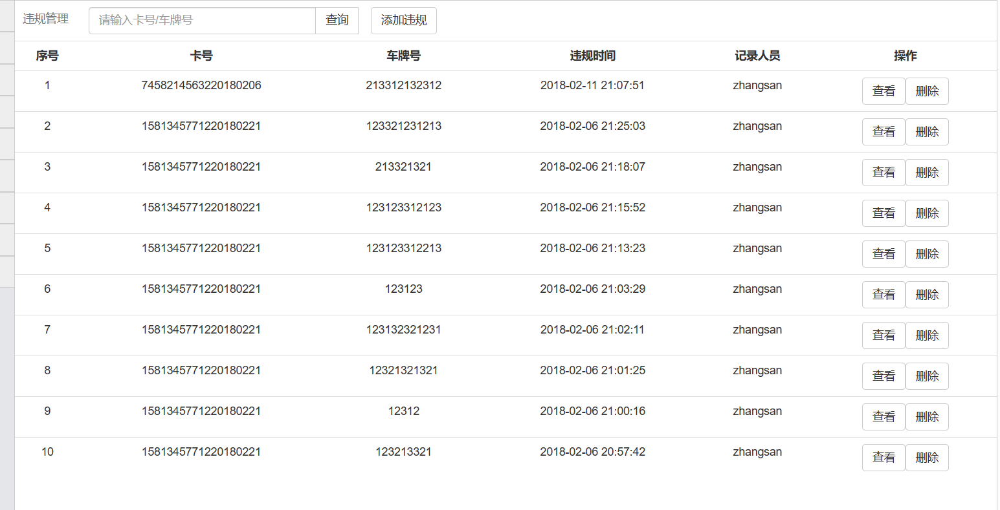 违规管理 请输入卡号/车牌号 查询 添加违规
序号 卡号 车牌号 违规时间 记录人员 操作
1 7458214563220180206 213312132312 2018-02-11 21:07:51 zhangsan 查看 删除
2 1581345771220180221 123321231213 2018-02-06 21:25:03 zhangsan 查看 删除
3 1581345771220180221 213321321 2018-02-06 21:18:07 zhangsan 查看 删除
4 1581345771220180221 123123312123 2018-02-06 21:15:52 zhangsan 查看 删除
5 1581345771220180221 123123312213 2018-02-06 21:13:23 zhangsan 查看 删除
6 1581345771220180221 123123 2018-02-06 21:03:29 zhangsan 查看 删除
7 1581345771220180221 123132321231 2018-02-06 21:02:11 zhangsan 查看 删除
8 1581345771220180221 12321321321 2018-02-06 21:01:25 zhangsan 查看 删除
9 1581345771220180221 12312 2018-02-06 21:00:16 zhangsan 查看 删除
10 1581345771220180221 123213321 2018-02-06 20:57:42 zhangsan 查看 删除